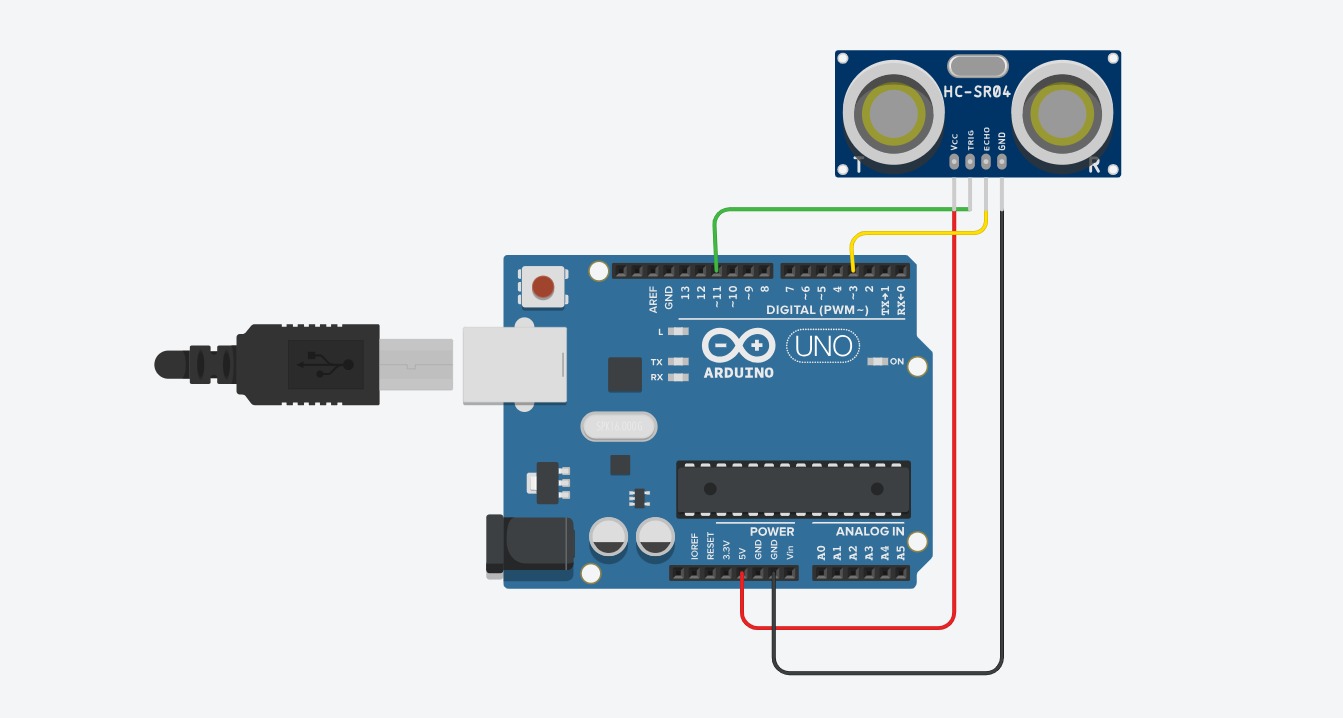 HC-SR04
VCC
TRIG
ECHO
GND
T
R
AREF
GND
13
12
~11
~10
~9
8
7
~6
~5
4
~3
2
TX→1
RX←0
DIGITAL (PWM~)
L
TX
RX
ARDUINO
UNO
ON
POWER
ANALOG IN
IOREF
RESET
3.3V
5V
GND
GND
Vin
A0
A1
A2
A3
A4
A5